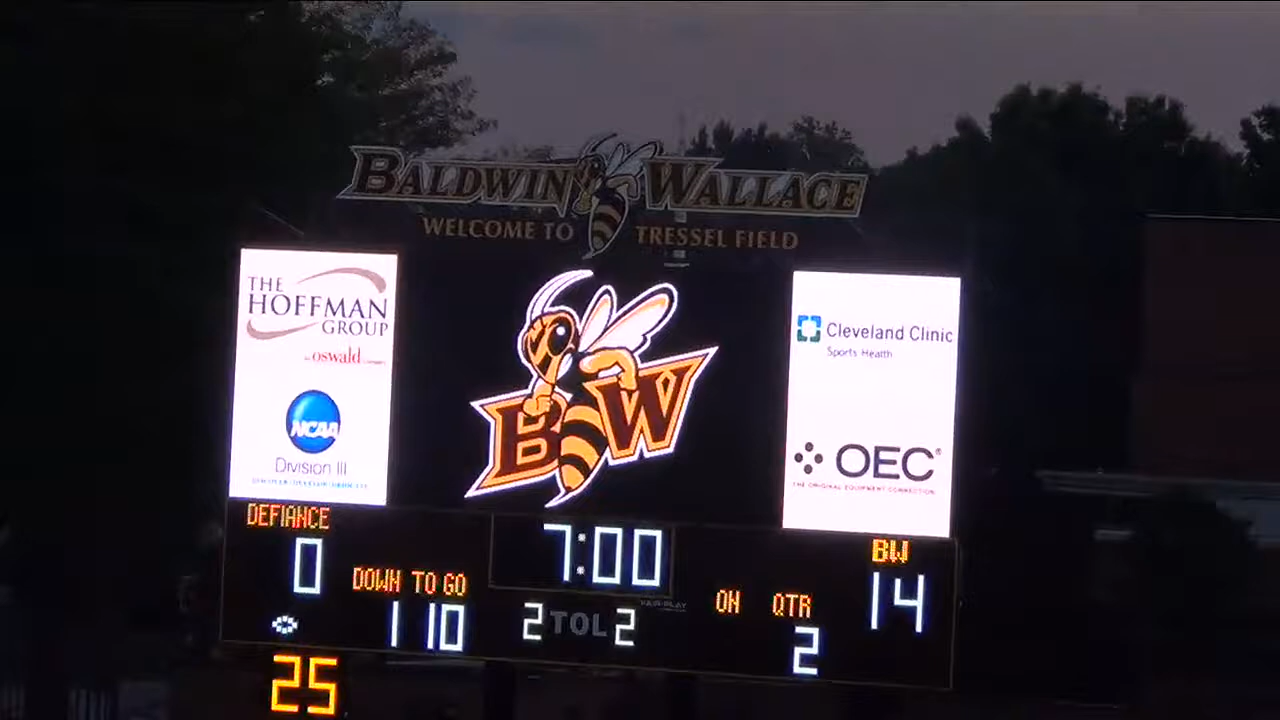 BALDWIN WALLACE
WELCOME TO TRESSEL FIELD
THE
HOFFMAN
GROUP
oswald
NCAA
Division III
BW
Cleveland Clinic
Sports Health
OEC®
THE ORIGINAL EQUIPMENT CONNECTION
DEFIANCE
0
7:00
BW
14
DOWN TO GO
1 10
2 TOL 2
FAIR-PLAY
ON QTR
2
25